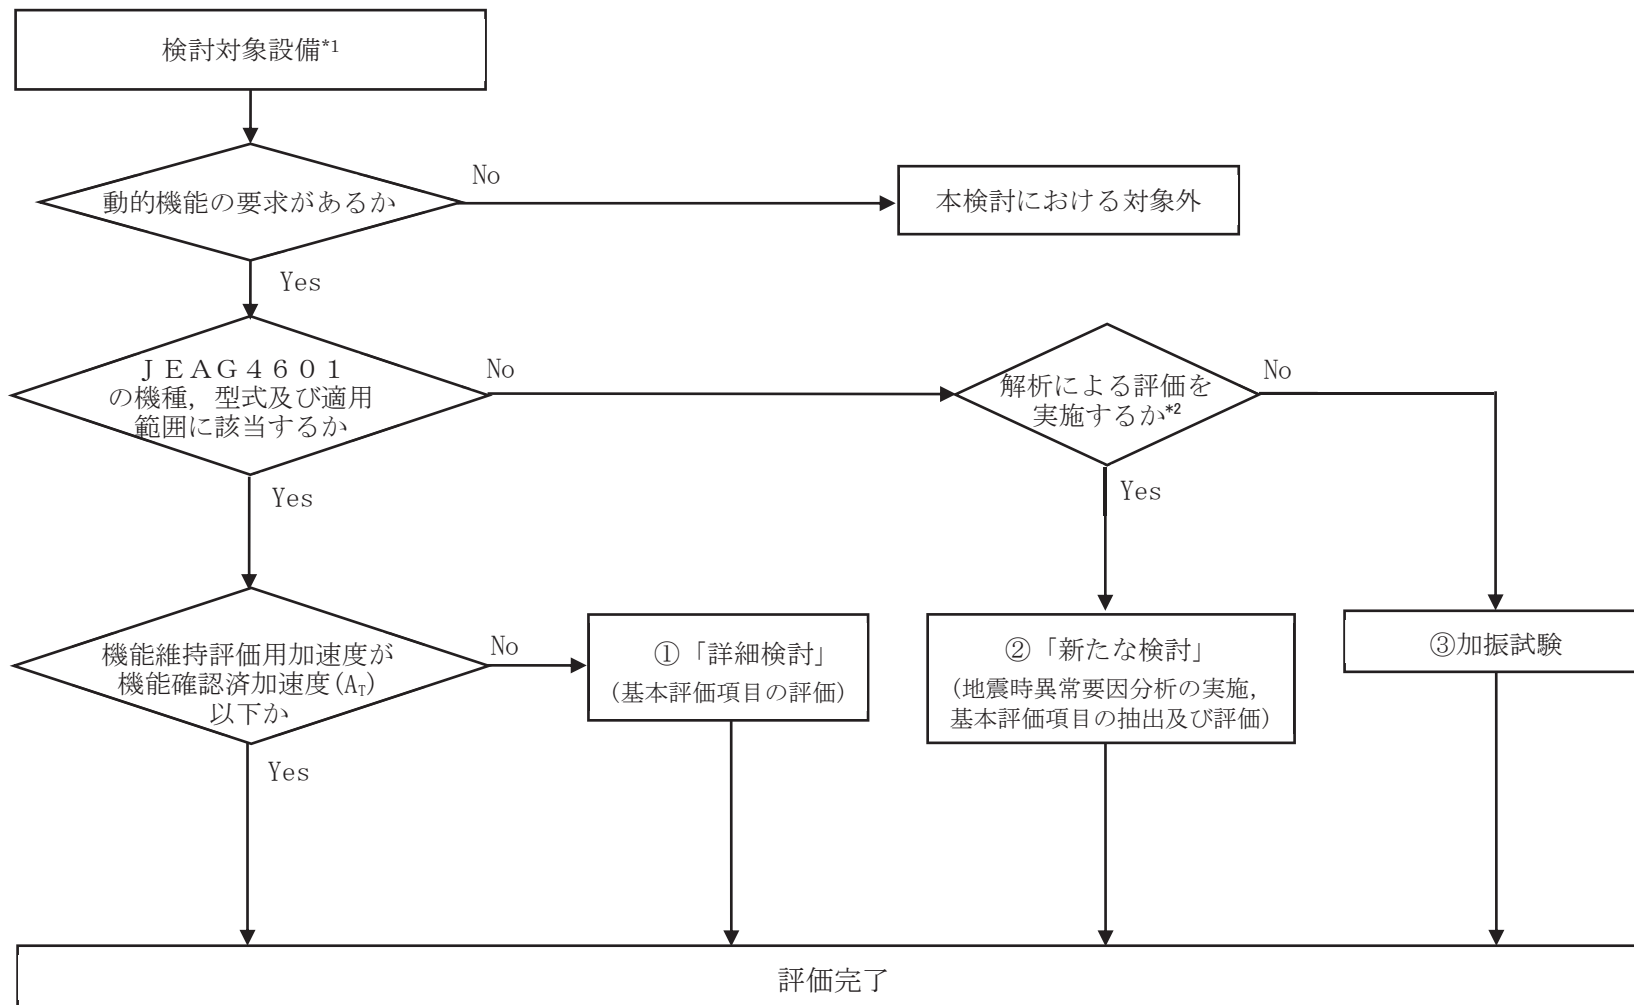 検討対象設備*1
動的機能の要求があるか
No
本検討における対象外
Yes
ＪＥＡＧ４６０１
の機種，型式及び適用
範囲に該当するか
No
解析による評価を
実施するか*2
No
Yes
Yes
機能維持評価用加速度が
機能確認済加速度(AT)
以下か
No
①「詳細検討」
（基本評価項目の評価）
②「新たな検討」
（地震時異常要因分析の実施，
基本評価項目の抽出及び評価）
③加振試験
Yes
評価完了